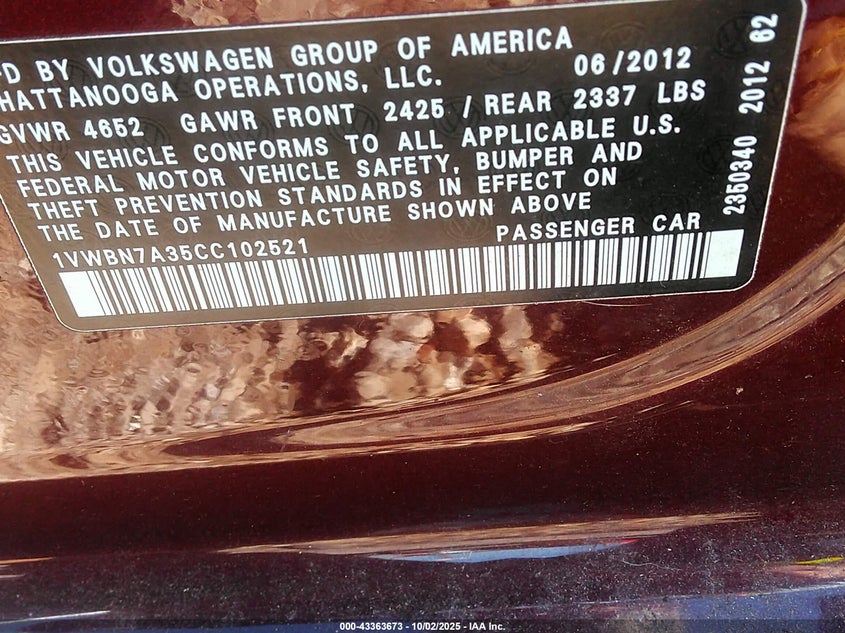 FD BY VOLKSWAGEN GROUP OF AMERICA
HATTANOOGA OPERATIONS, LLC. 06/2012
GVWR 4652 GAWR FRONT 2425 / REAR 2337 LBS
THIS VEHICLE CONFORMS TO ALL APPLICABLE U.S.
FEDERAL MOTOR VEHICLE SAFETY, BUMPER AND
THEFT PREVENTION STANDARDS IN EFFECT ON
THE DATE OF MANUFACTURE SHOWN ABOVE
1VWBN7A35CC102521 PASSENGER CAR
2350340 2012 62
000-43363673 - 10/02/2025 - IAA Inc.